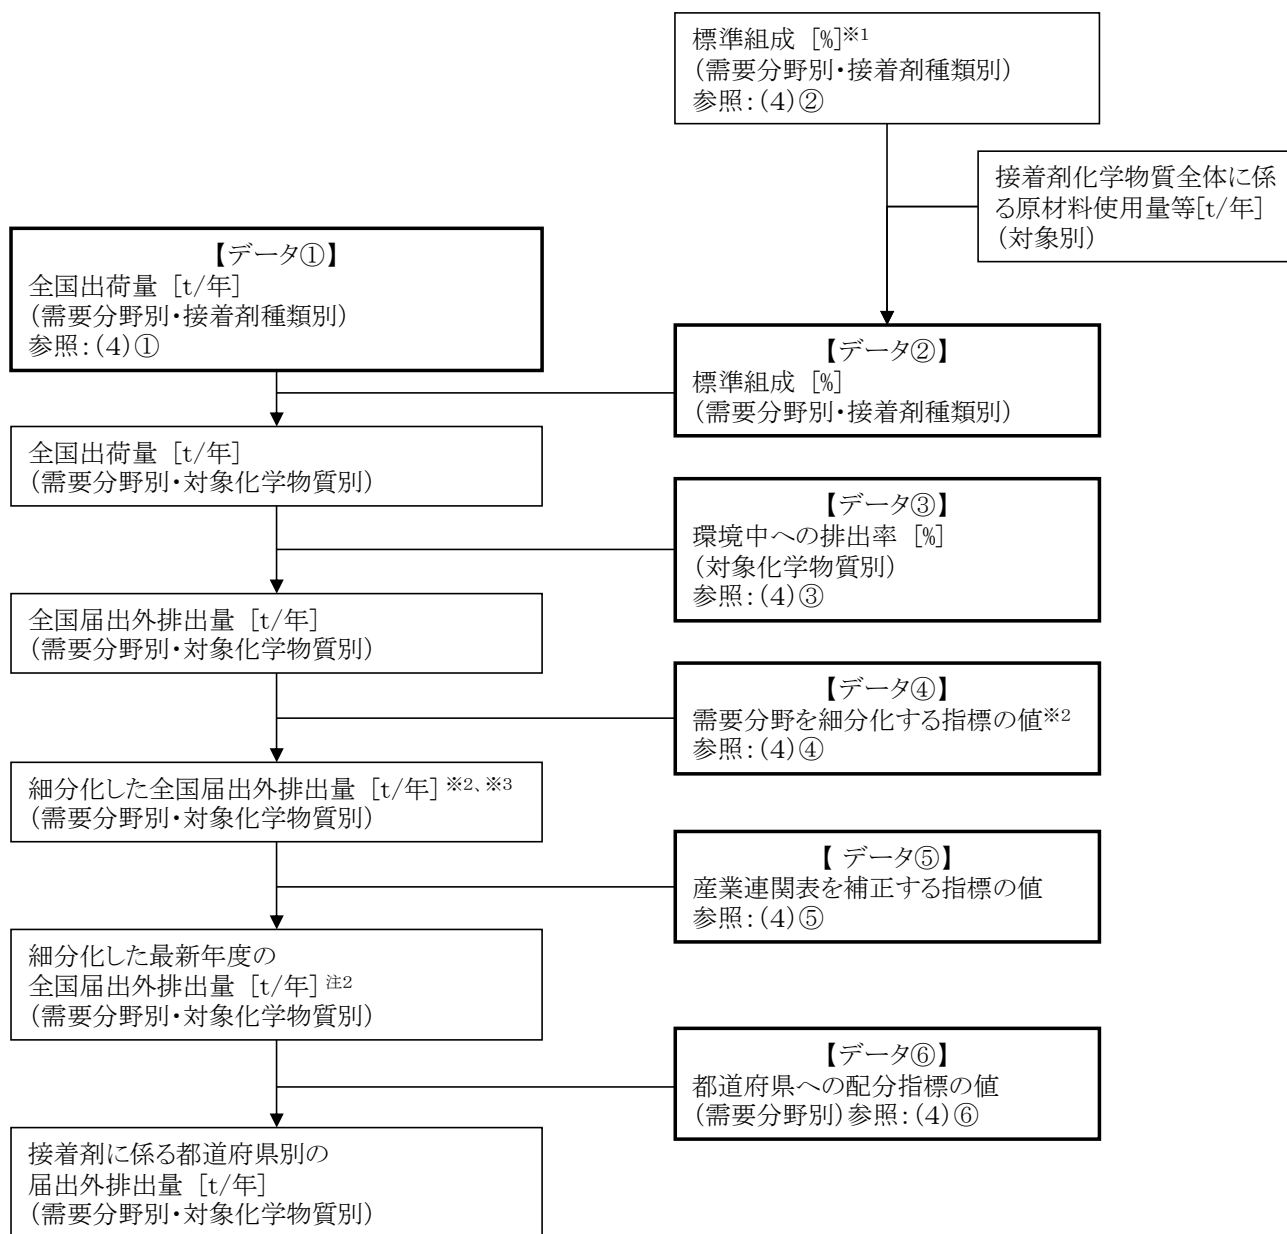 標準組成 [%]※1
(需要分野別・接着剤種類別)
参照:(4)②
接着剤化学物質全体に係
る原材料使用量等[t/年]
(対象別)
【データ①】
全国出荷量 [t/年]
(需要分野別・接着剤種類別)
参照:(4)①
【データ②】
標準組成 [%]
(需要分野別・接着剤種類別)
全国出荷量 [t/年]
(需要分野別・対象化学物質別)
【データ③】
環境中への排出率 [%]
(対象化学物質別)
参照:(4)③
全国届出外排出量 [t/年]
(需要分野別・対象化学物質別)
【データ④】
需要分野を細分化する指標の値※2
参照:(4)④
細分化した全国届出外排出量 [t/年]※2、※3
(需要分野別・対象化学物質別)
【 データ⑤】
産業連関表を補正する指標の値
参照:(4)⑤
細分化した最新年度の
全国届出外排出量 [t/年]注2
(需要分野別・対象化学物質別)
【データ⑥】
都道府県への配分指標の値
(需要分野別)参照:(4)⑥
接着剤に係る都道府県別の
届出外排出量 [t/年]
(需要分野別・対象化学物質別)